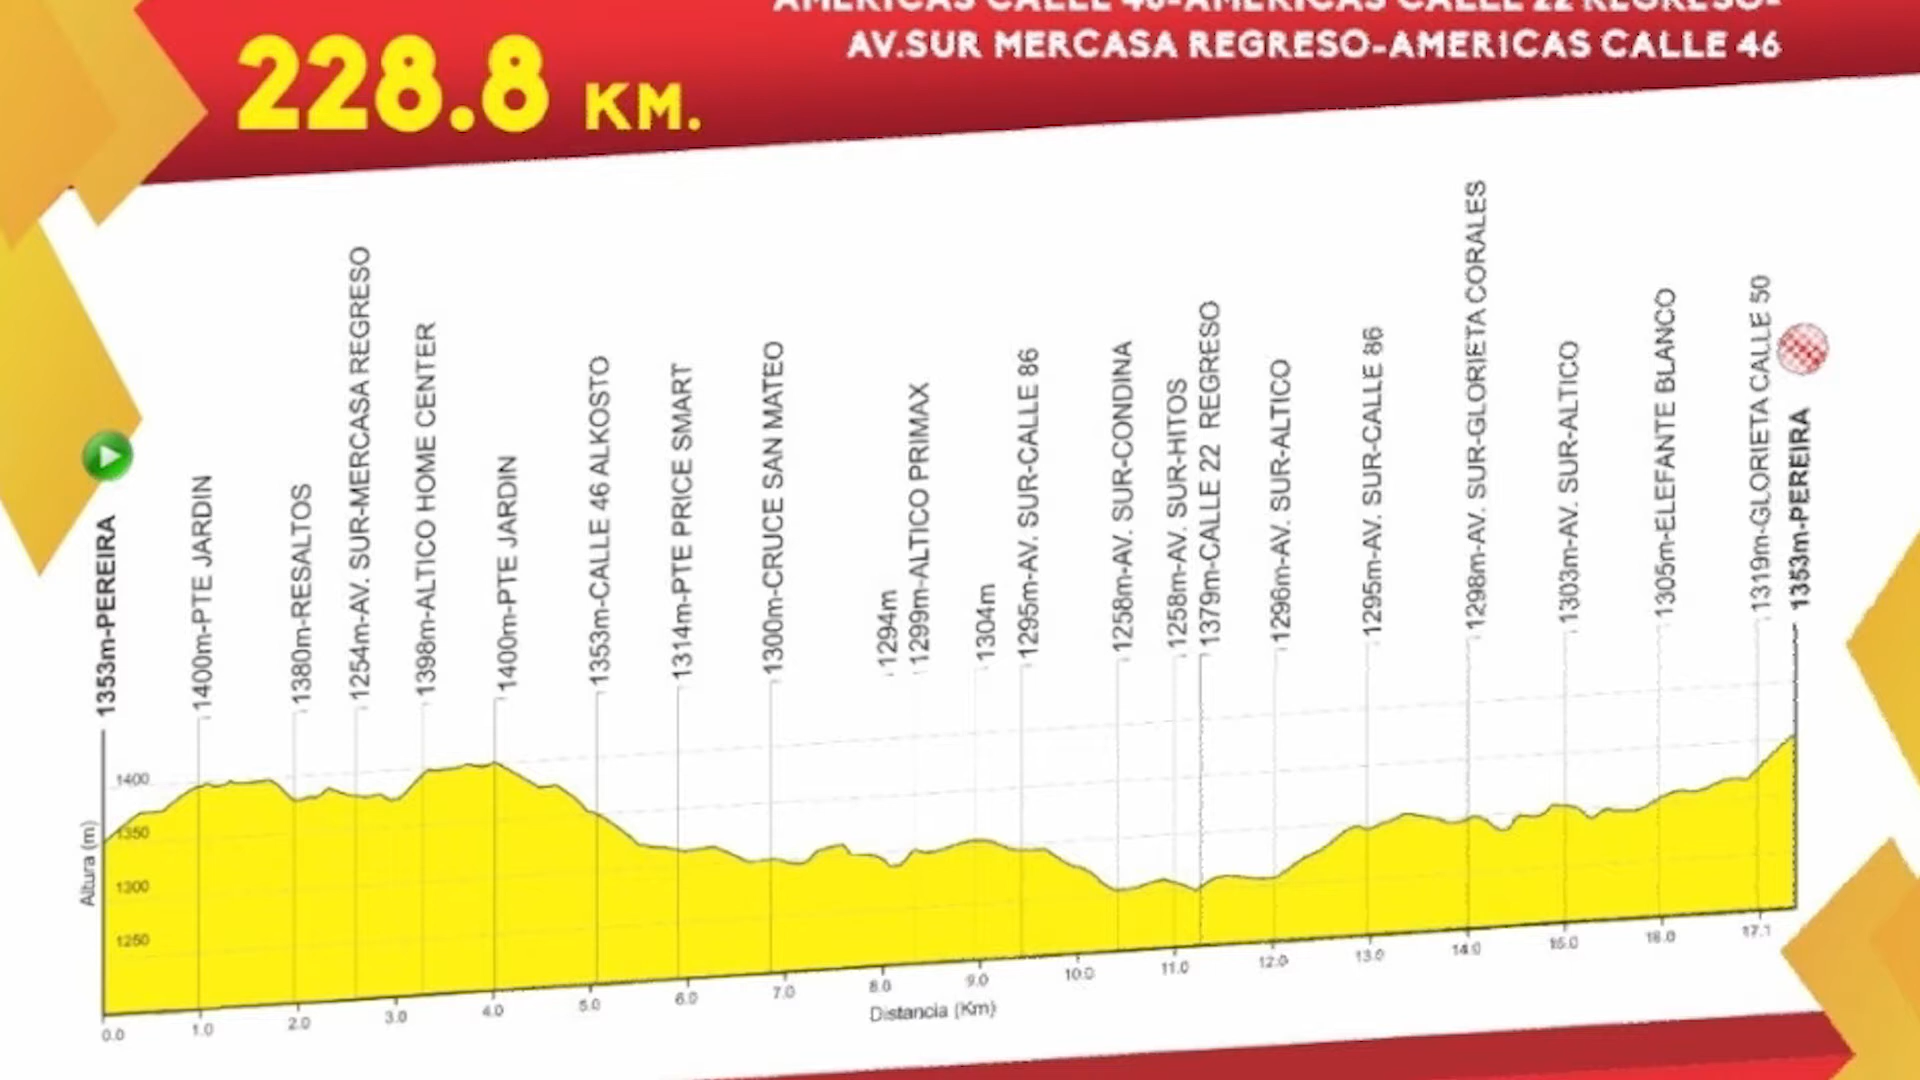 AMERICAS CALLE 46-AMERICAS CALLE 22 REGRESO-
AV.SUR MERCASA REGRESO-AMERICAS CALLE 46
228.8 KM.
1353m-PEREIRA
1400m-PTE JARDIN
1380m-RESALTOS
1254m-AV. SUR-MERCASA REGRESO
1398m-ALTICO HOME CENTER
1400m-PTE JARDIN
1353m-CALLE 46 ALKOSTO
1314m-PTE PRICE SMART
1300m-CRUCE SAN MATEO
1294m
1299m-ALTICO PRIMAX
1304m
1295m-AV. SUR-CALLE 86
1258m-AV. SUR-CONDINA
1258m-AV. SUR-HITOS
1379m-CALLE 22 REGRESO
1296m-AV. SUR-ALTICO
1295m-AV. SUR-CALLE 86
1298m-AV. SUR-GLORIETA CORALES
1303m-AV. SUR-ALTICO
1305m-ELEFANTE BLANCO
1319m-GLORIETA CALLE 50
1353m-PEREIRA
Altura (m)
1400
1350
1300
1250
0.0 1.0 2.0 3.0 4.0 5.0 6.0 7.0 8.0 9.0 10.0 11.0 12.0 13.0 14.0 15.0 16.0 17.1
Distancia (Km)